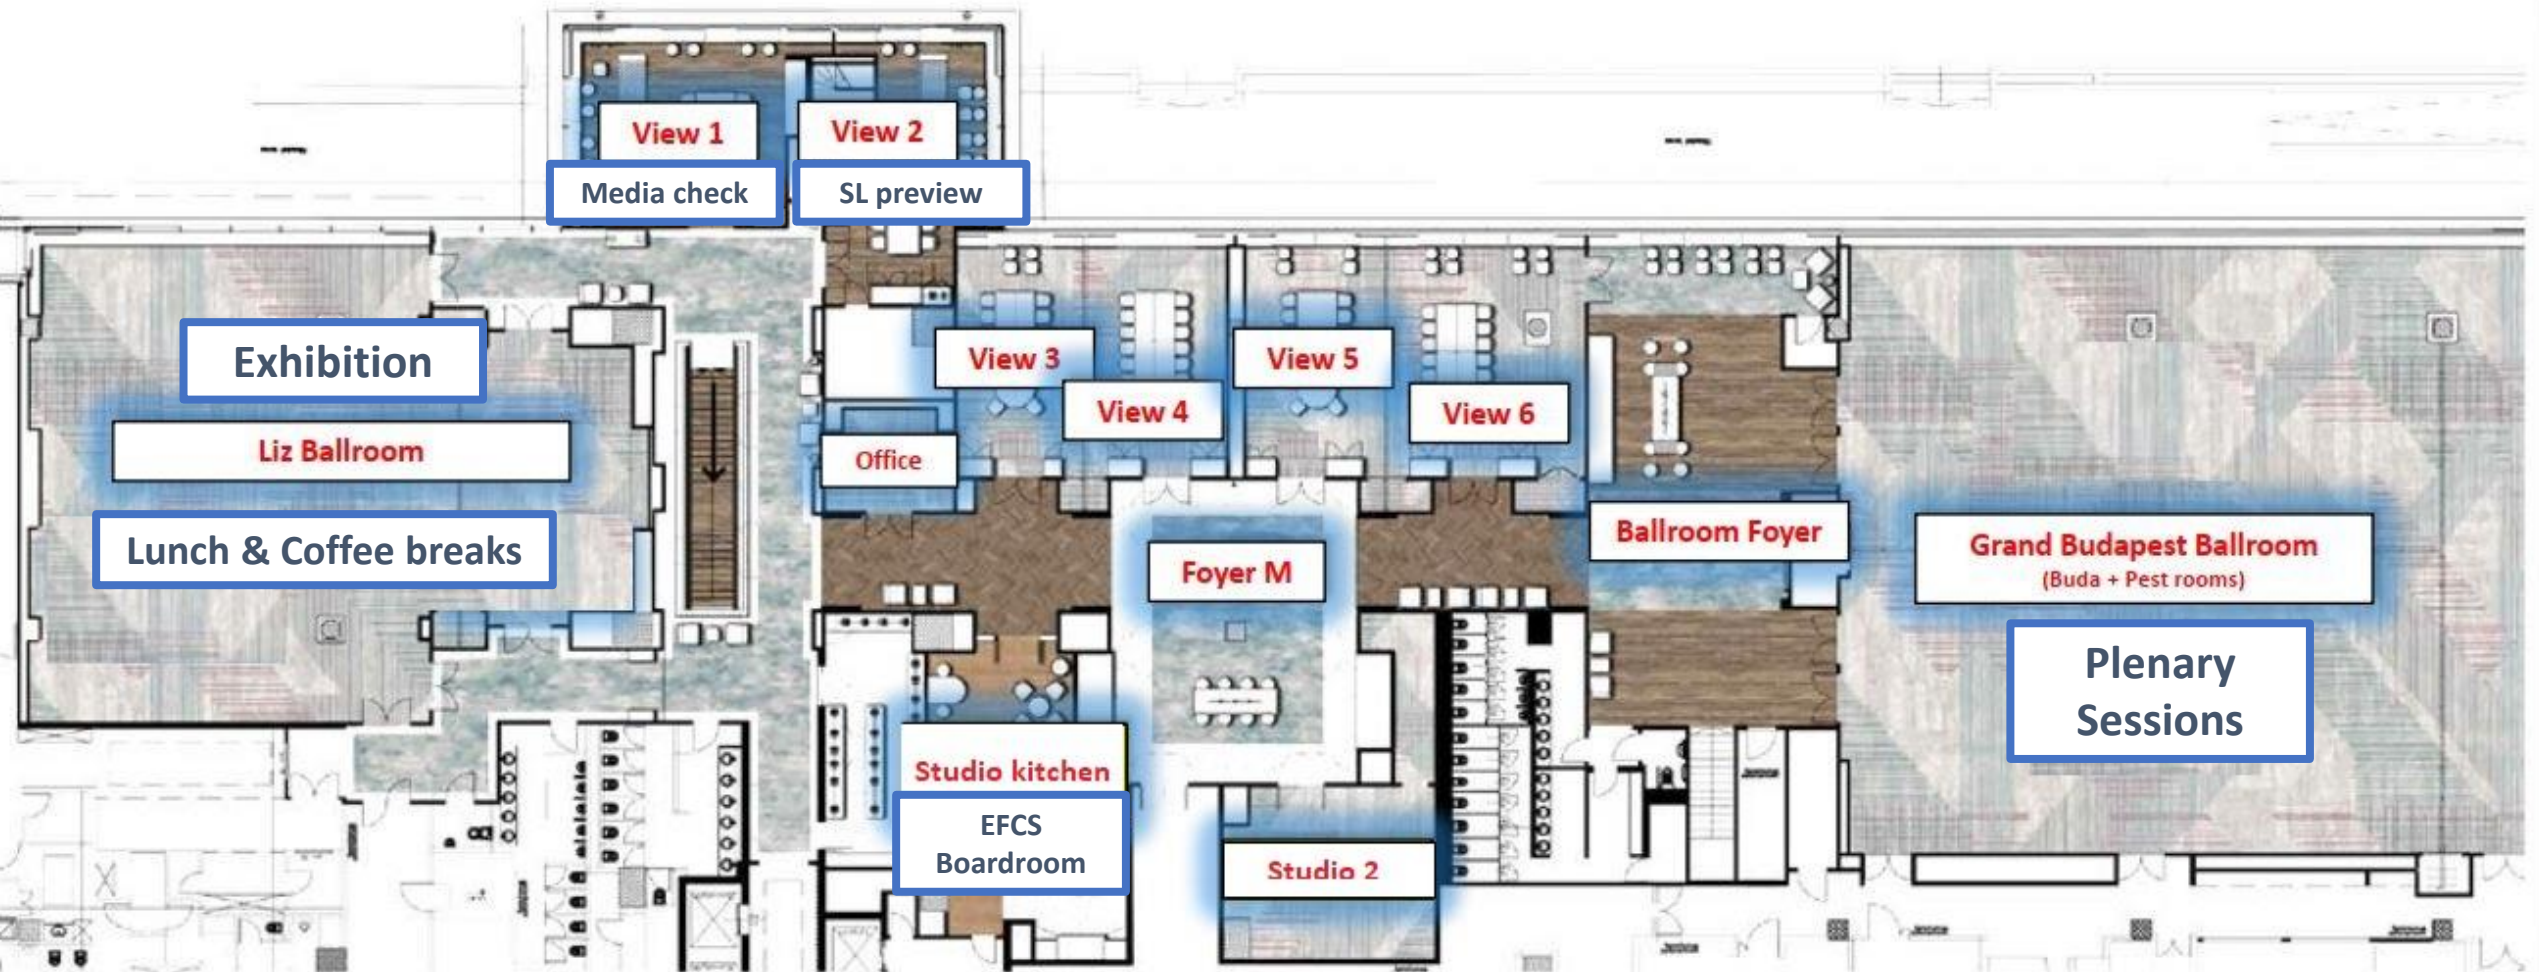 View 1
View 2
Media check
SL preview
Exhibition
View 3
View 5
View 4
View 6
Liz Ballroom
Office
Lunch & Coffee breaks
Foyer M
Ballroom Foyer
Grand Budapest Ballroom
(Buda + Pest rooms)
Plenary
Sessions
Studio kitchen
EFCS
Boardroom
Studio 2